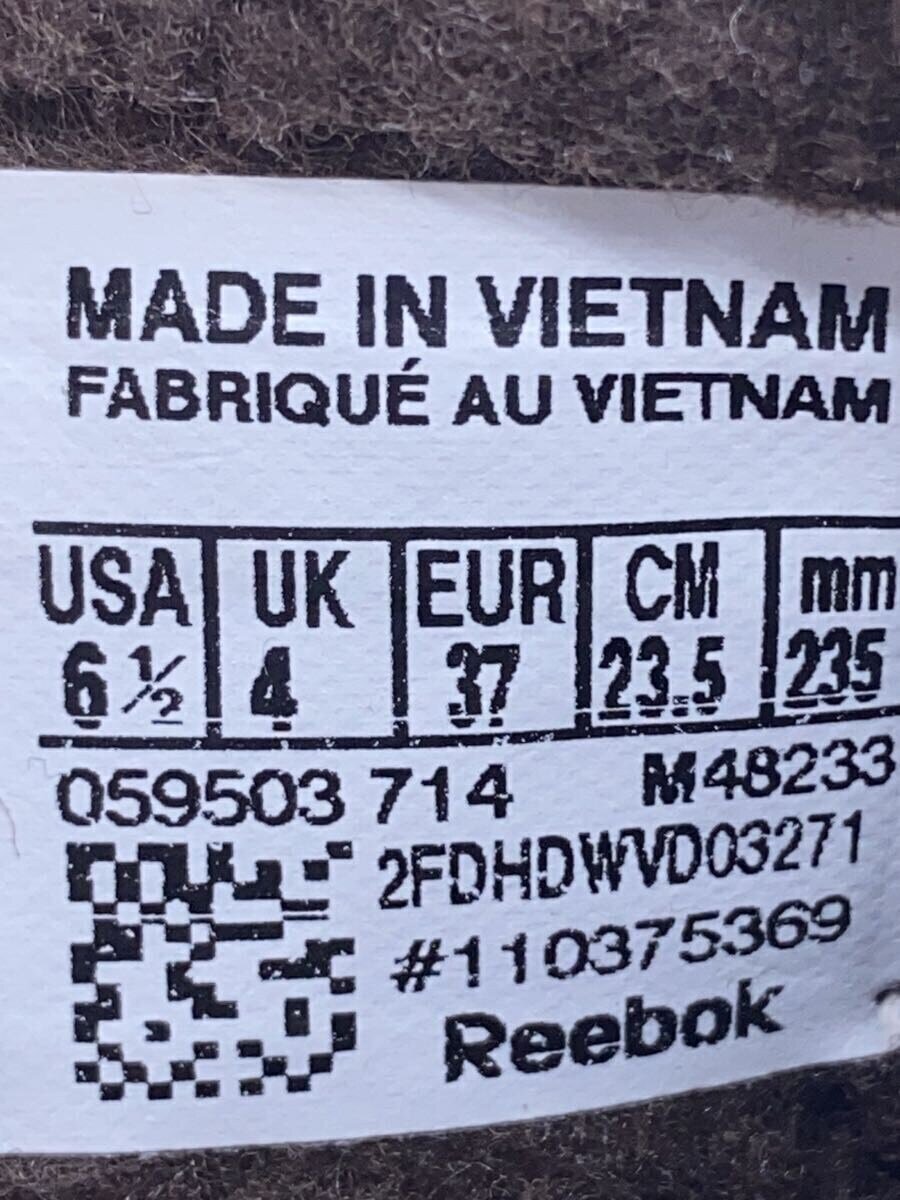 MADE IN VIETNAM
FABRIQUÉ AU VIETNAM
USA UK EUR CM mm
6 ½ 4 37 23.5 235
059503 714 M48233
2FDHDWVD03271
#110375369
Reebok